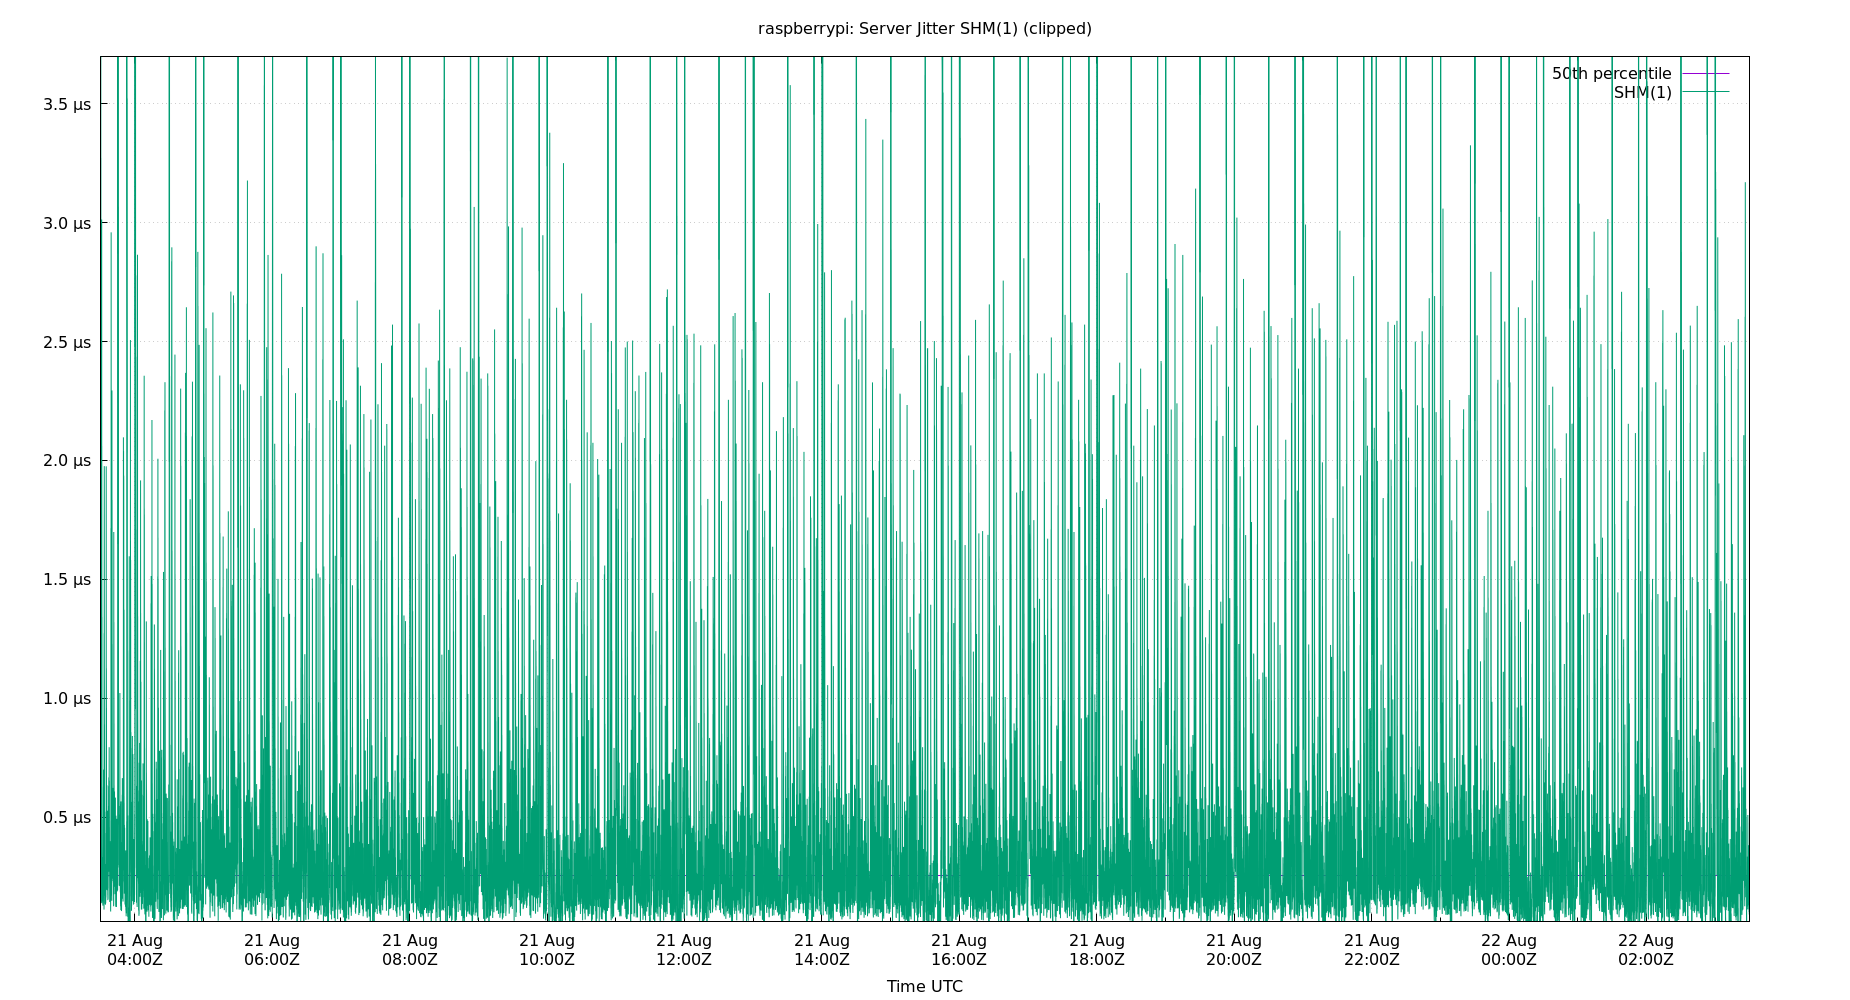 raspberrypi: Server Jitter SHM(1) (clipped)
50th percentile
SHM(1)
3.5 µs
3.0 µs
2.5 µs
2.0 µs
1.5 µs
1.0 µs
0.5 µs
21 Aug 21 Aug 21 Aug 21 Aug 21 Aug 21 Aug 21 Aug 21 Aug 21 Aug 21 Aug 22 Aug 22 Aug
04:00Z 06:00Z 08:00Z 10:00Z 12:00Z 14:00Z 16:00Z 18:00Z 20:00Z 22:00Z 00:00Z 02:00Z
Time UTC